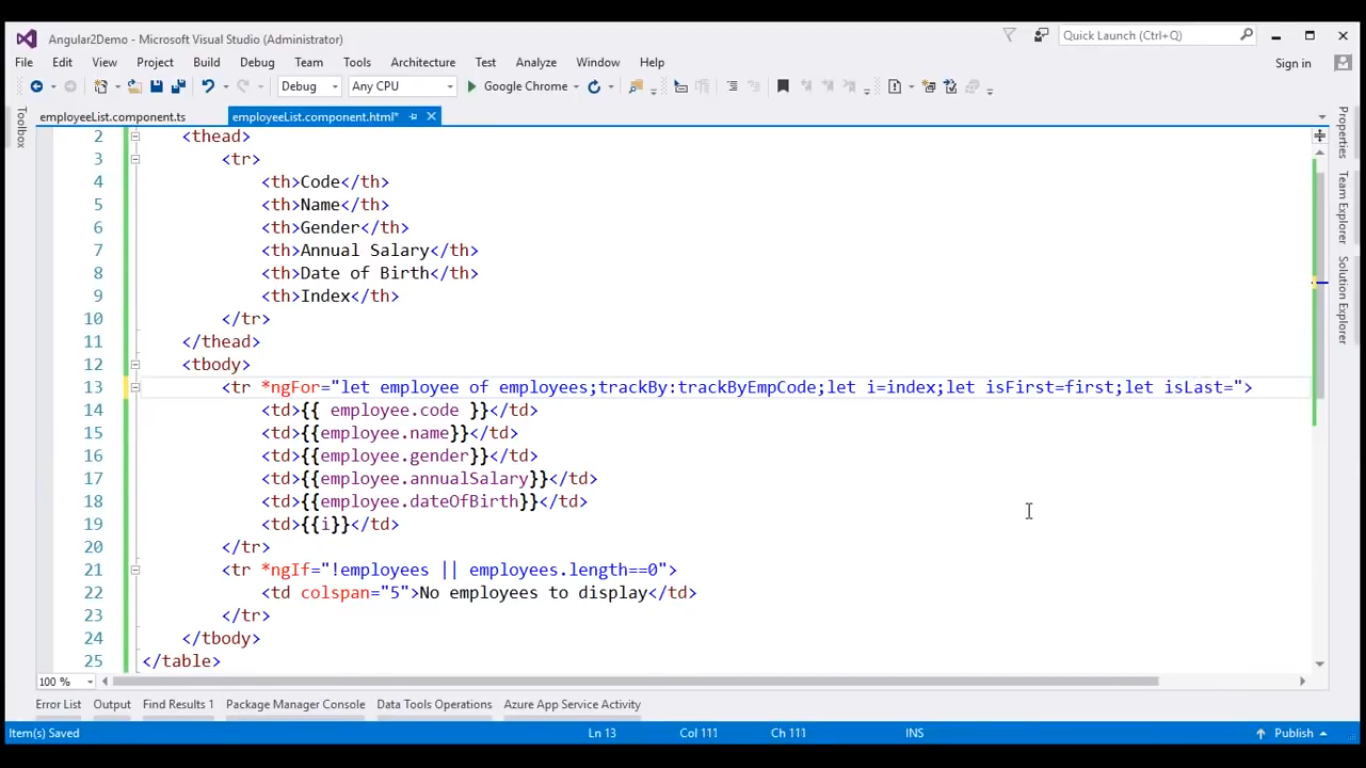 Angular2Demo - Microsoft Visual Studio (Administrator)
Quick Launch (Ctrl+Q)
File Edit View Project Build Debug Team Tools Architecture Test Analyze Window Help
Sign in
Debug Any CPU Google Chrome
employeeList.component.ts employeeList.component.html*
Toolbox
Properties
Team Explorer
Solution Explorer
2 <thead>
3 <tr>
4 <th>Code</th>
5 <th>Name</th>
6 <th>Gender</th>
7 <th>Annual Salary</th>
8 <th>Date of Birth</th>
9 <th>Index</th>
10 </tr>
11 </thead>
12 <tbody>
13 <tr *ngFor="let employee of employees;trackBy:trackByEmpCode;let i=index;let isFirst=first;let isLast=">
14 <td>{{ employee.code }}</td>
15 <td>{{employee.name}}</td>
16 <td>{{employee.gender}}</td>
17 <td>{{employee.annualSalary}}</td>
18 <td>{{employee.dateOfBirth}}</td>
19 <td>{{i}}</td>
20 </tr>
21 <tr *ngIf="!employees || employees.length==0">
22 <td colspan="5">No employees to display</td>
23 </tr>
24 </tbody>
25 </table>
100 %
Error List Output Find Results 1 Package Manager Console Data Tools Operations Azure App Service Activity
Item(s) Saved Ln 13 Col 111 Ch 111 INS Publish